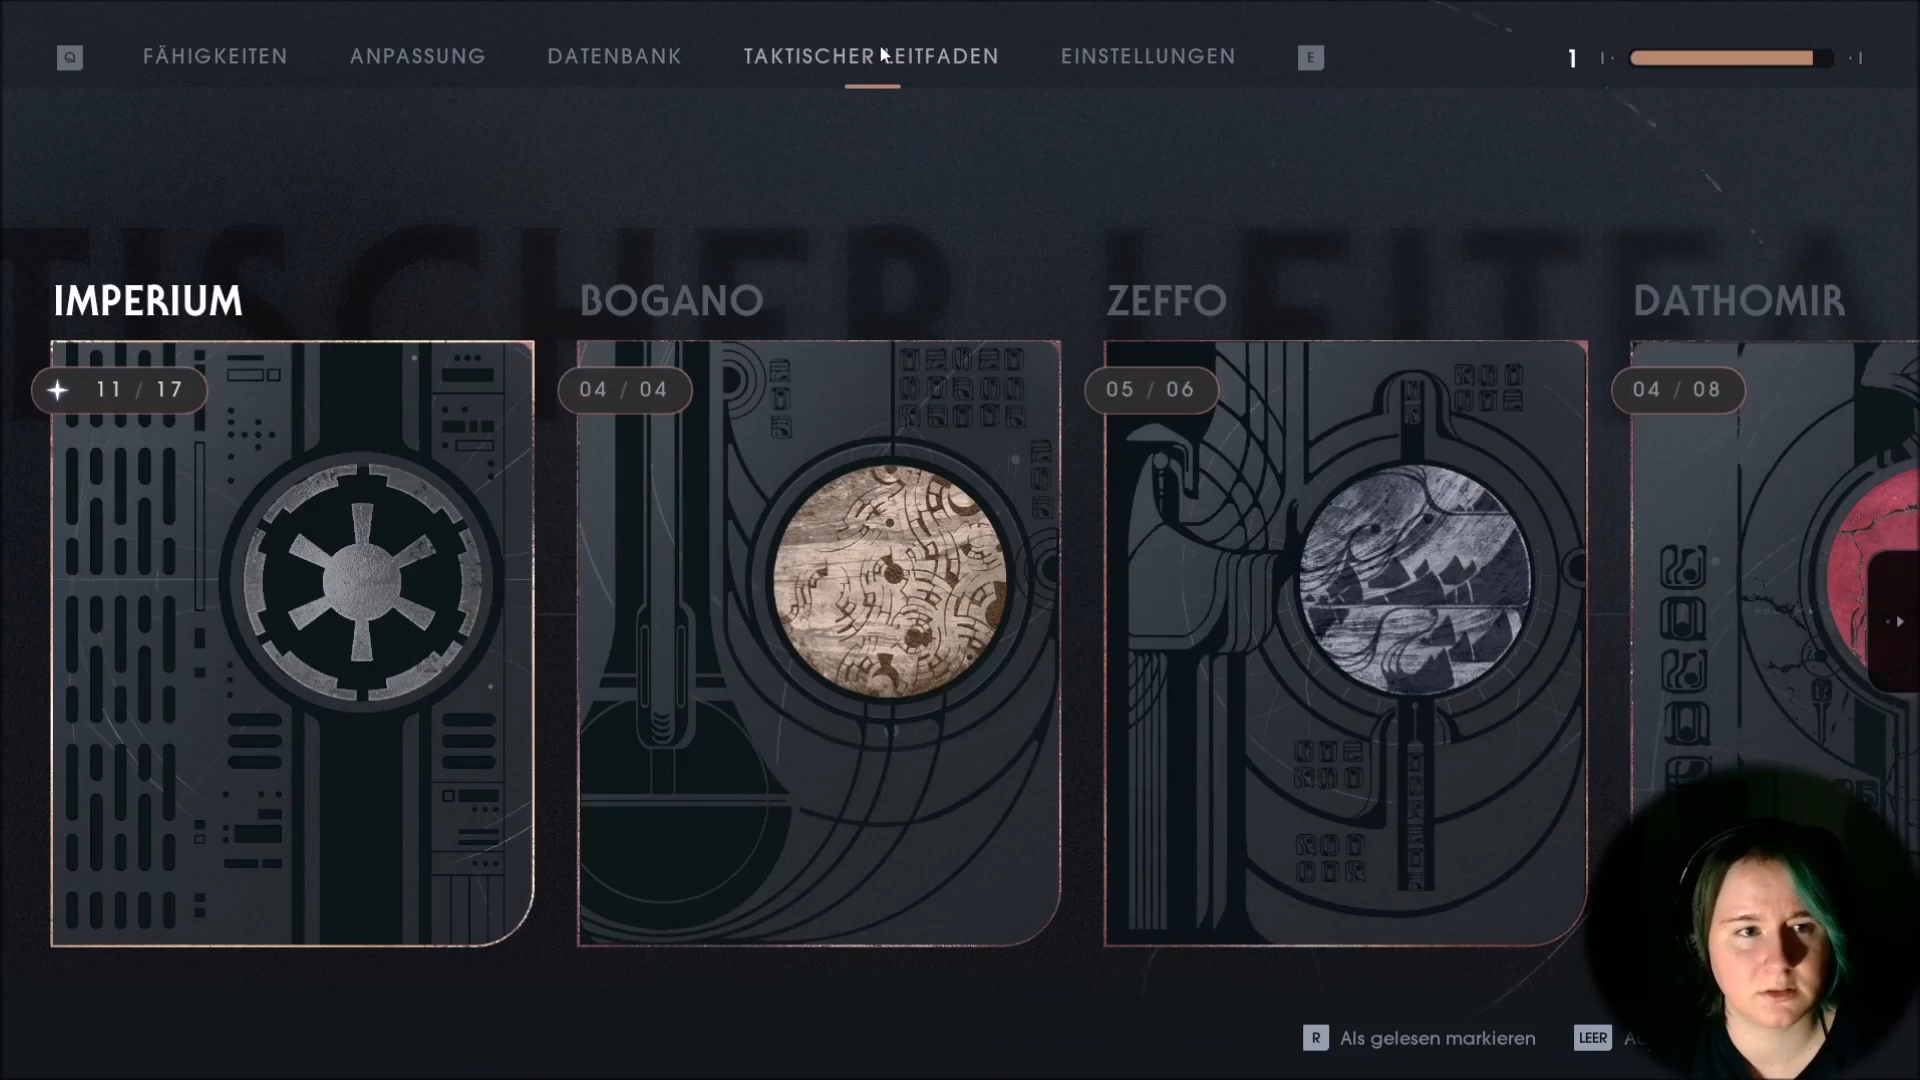 Q FÄHIGKEITEN ANPASSUNG DATENBANK TAKTISCHER LEITFADEN EINSTELLUNGEN E 1
IMPERIUM BOGANO ZEFFO DATHOMIR
11 / 17 04 / 04 05 / 06 04 / 08
R Als gelesen markieren LEER